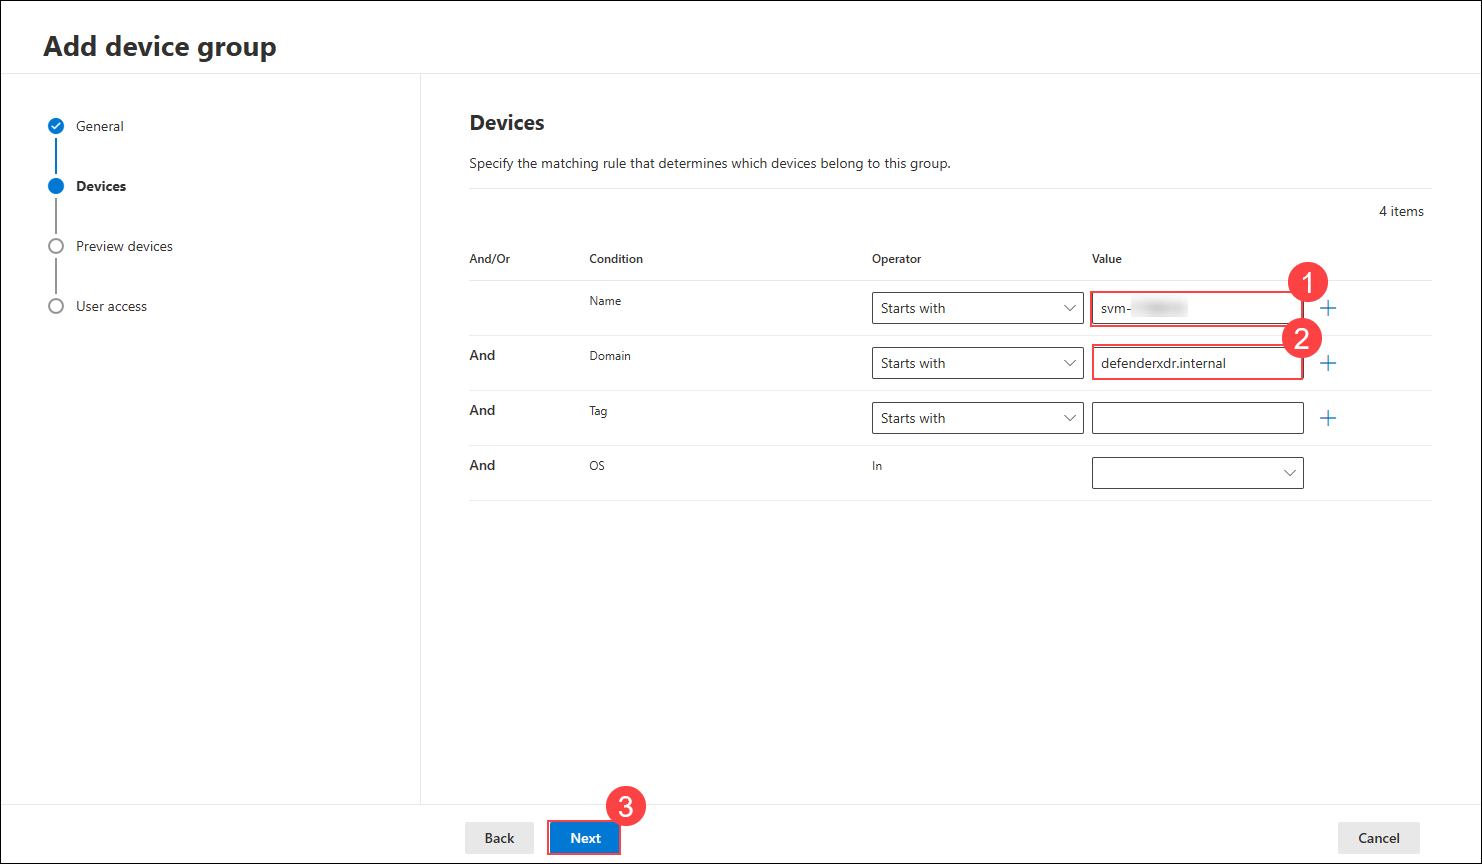 Add device group
General
Devices
Preview devices
User access
Devices
Specify the matching rule that determines which devices belong to this group.
4 items
And/Or Condition Operator Value
Name Starts with svm- 1
And Domain Starts with defenderxdr.internal 2
And Tag Starts with
And OS In
Back Next 3 Cancel